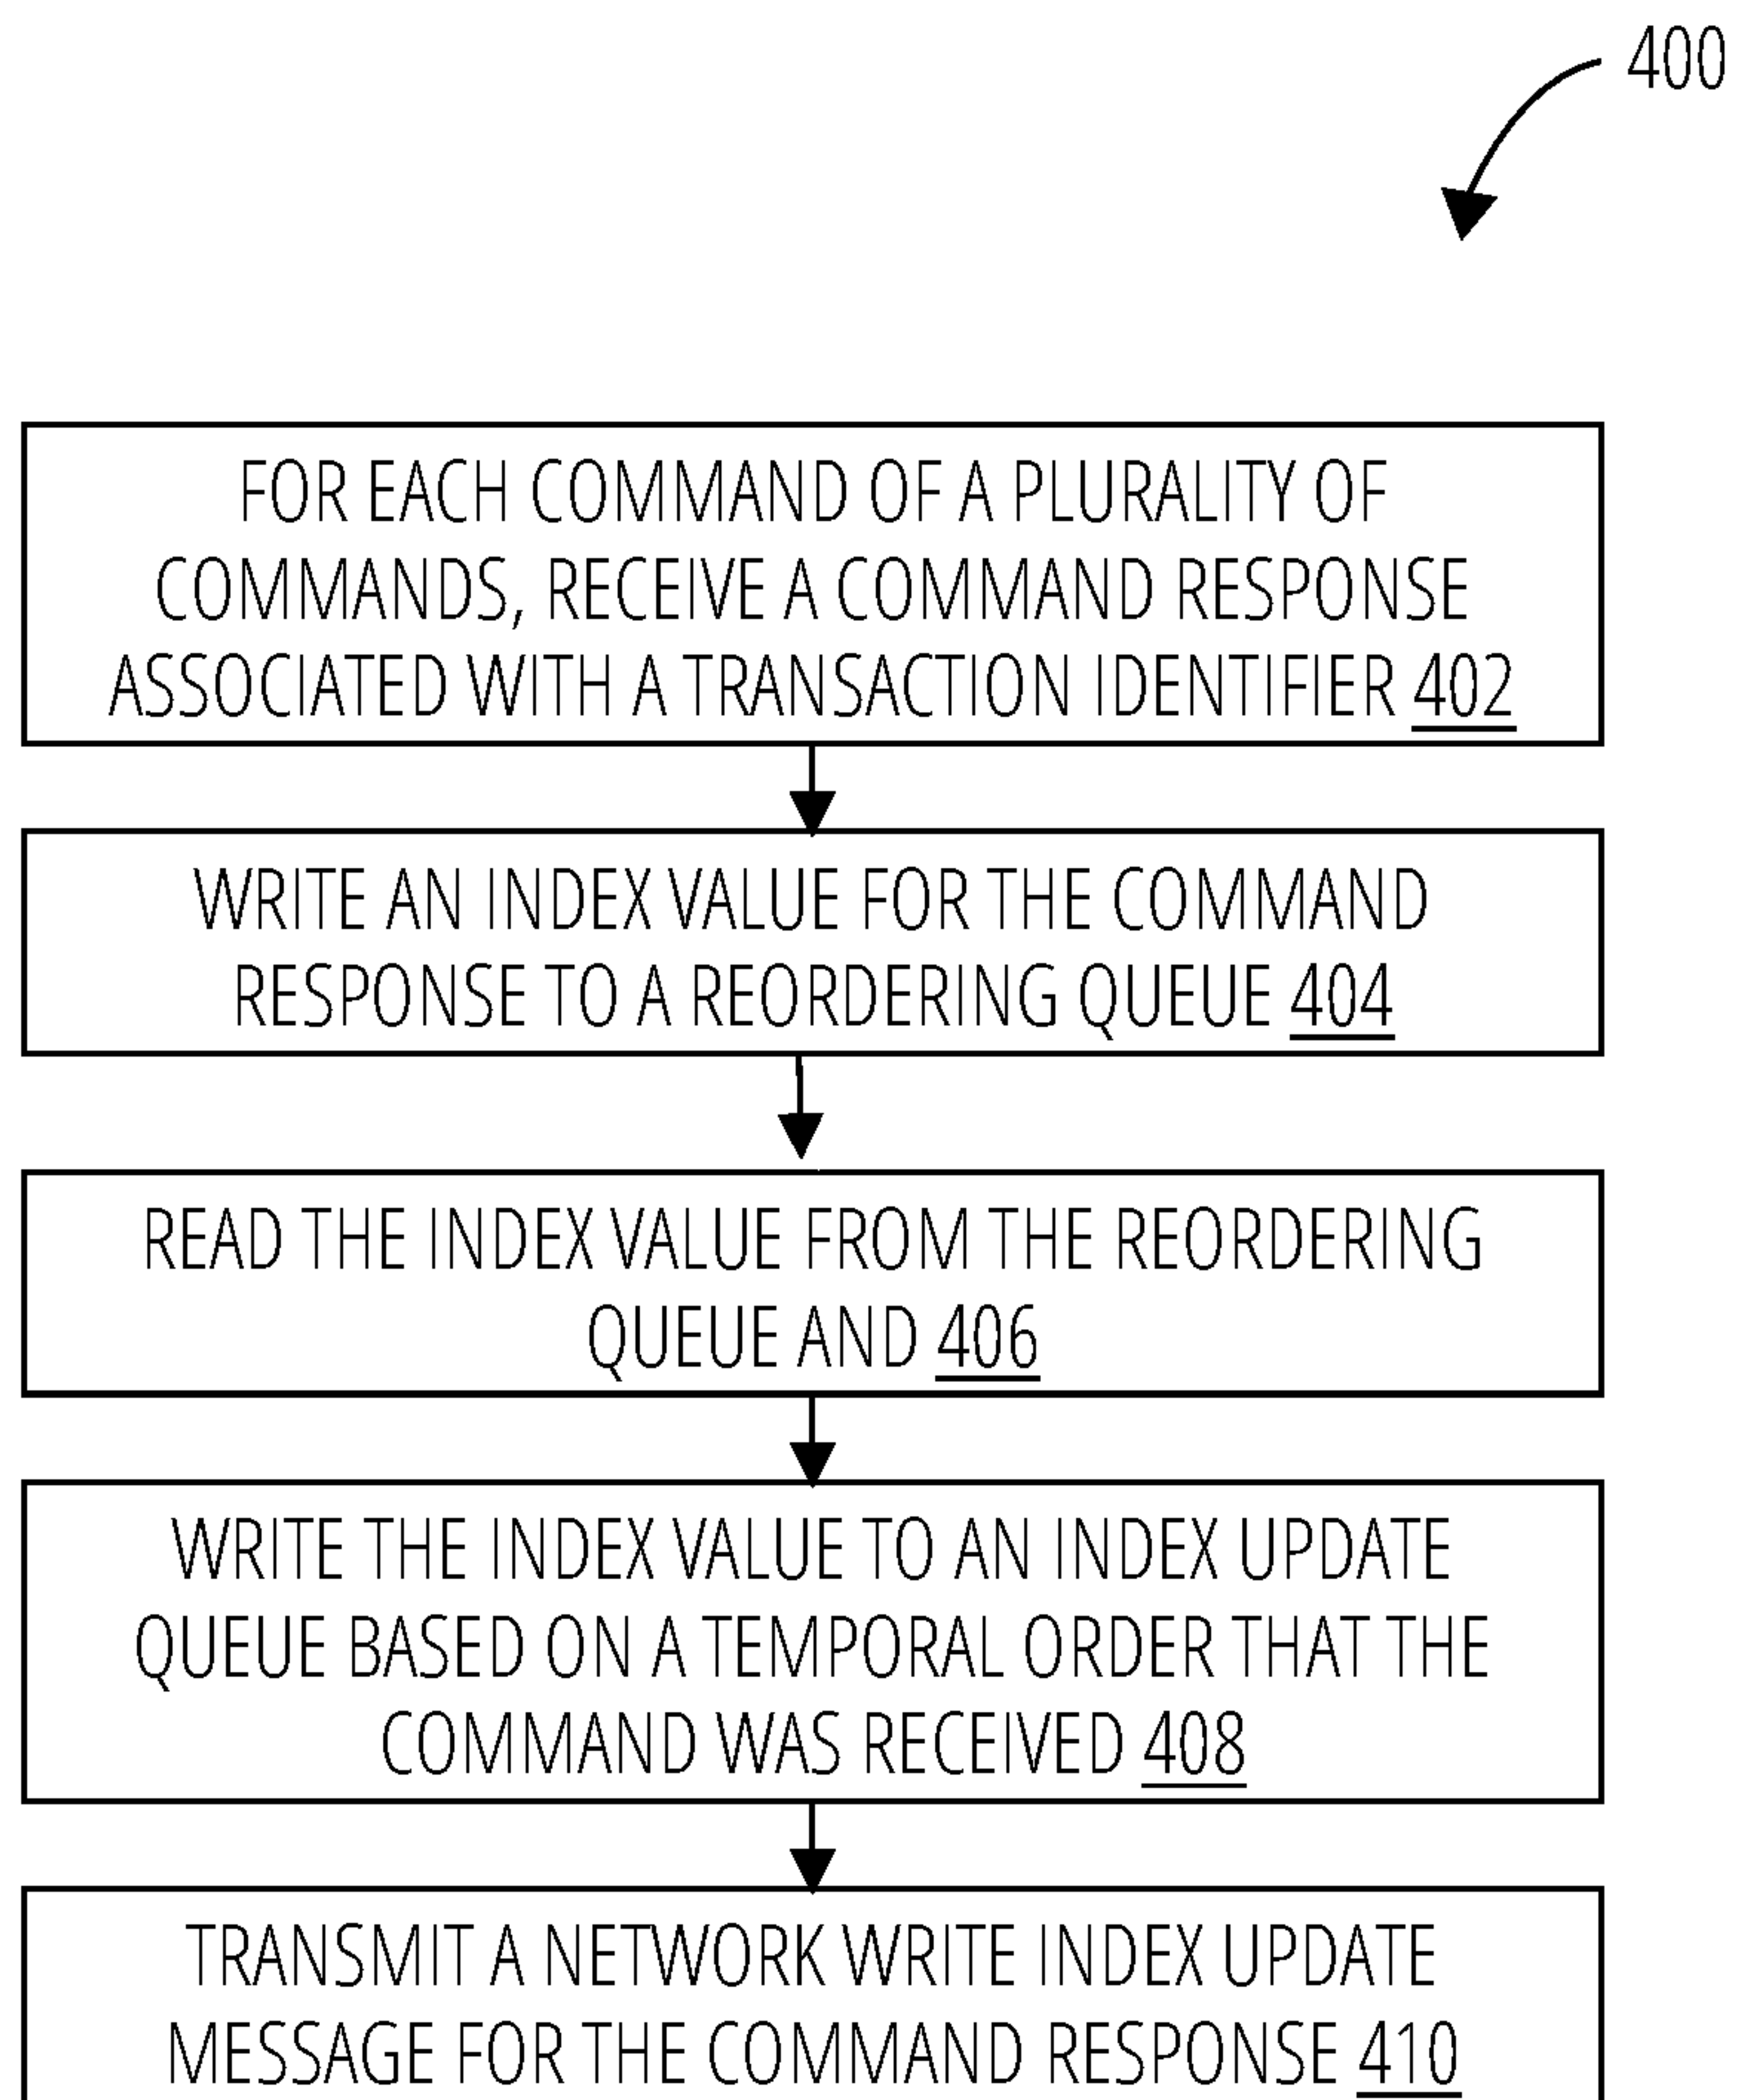 400
FOR EACH COMMAND OF A PLURALITY OF
COMMANDS, RECEIVE A COMMAND RESPONSE
ASSOCIATED WITH A TRANSACTION IDENTIFIER 402
WRITE AN INDEX VALUE FOR THE COMMAND
RESPONSE TO A REORDERING QUEUE 404
READ THE INDEX VALUE FROM THE REORDERING
QUEUE AND 406
WRITE THE INDEX VALUE TO AN INDEX UPDATE
QUEUE BASED ON A TEMPORAL ORDER THAT THE
COMMAND WAS RECEIVED 408
TRANSMIT A NETWORK WRITE INDEX UPDATE
MESSAGE FOR THE COMMAND RESPONSE 410